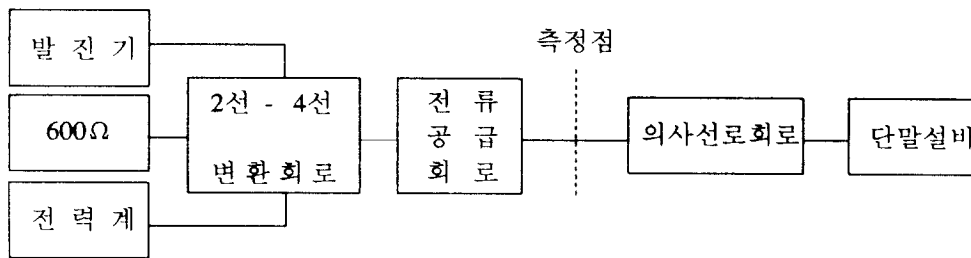 발 진 기
600Ω
전 력 계
2선 - 4선
변환회로
전 류
공 급
회 로
측정점
의사선로회로
단말설비